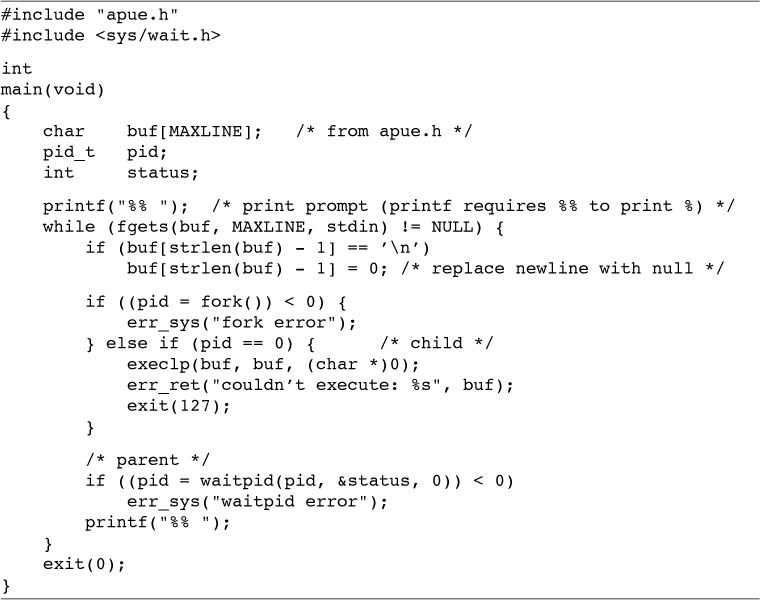 #include "apue.h"
#include <sys/wait.h>
int
main(void)
{
    char    buf[MAXLINE];   /* from apue.h */
    pid_t   pid;
    int     status;
    printf("%% ");  /* print prompt (printf requires %% to print %) */
    while (fgets(buf, MAXLINE, stdin) != NULL) {
        if (buf[strlen(buf) - 1] == ’\n’)
            buf[strlen(buf) - 1] = 0; /* replace newline with null */
        if ((pid = fork()) < 0) {
            err_sys("fork error");
        } else if (pid == 0) {      /* child */
            execlp(buf, buf, (char *)0);
            err_ret("couldn’t execute: %s", buf);
            exit(127);
        }
        /* parent */
        if ((pid = waitpid(pid, &status, 0)) < 0)
            err_sys("waitpid error");
        printf("%% ");
    }
    exit(0);
}